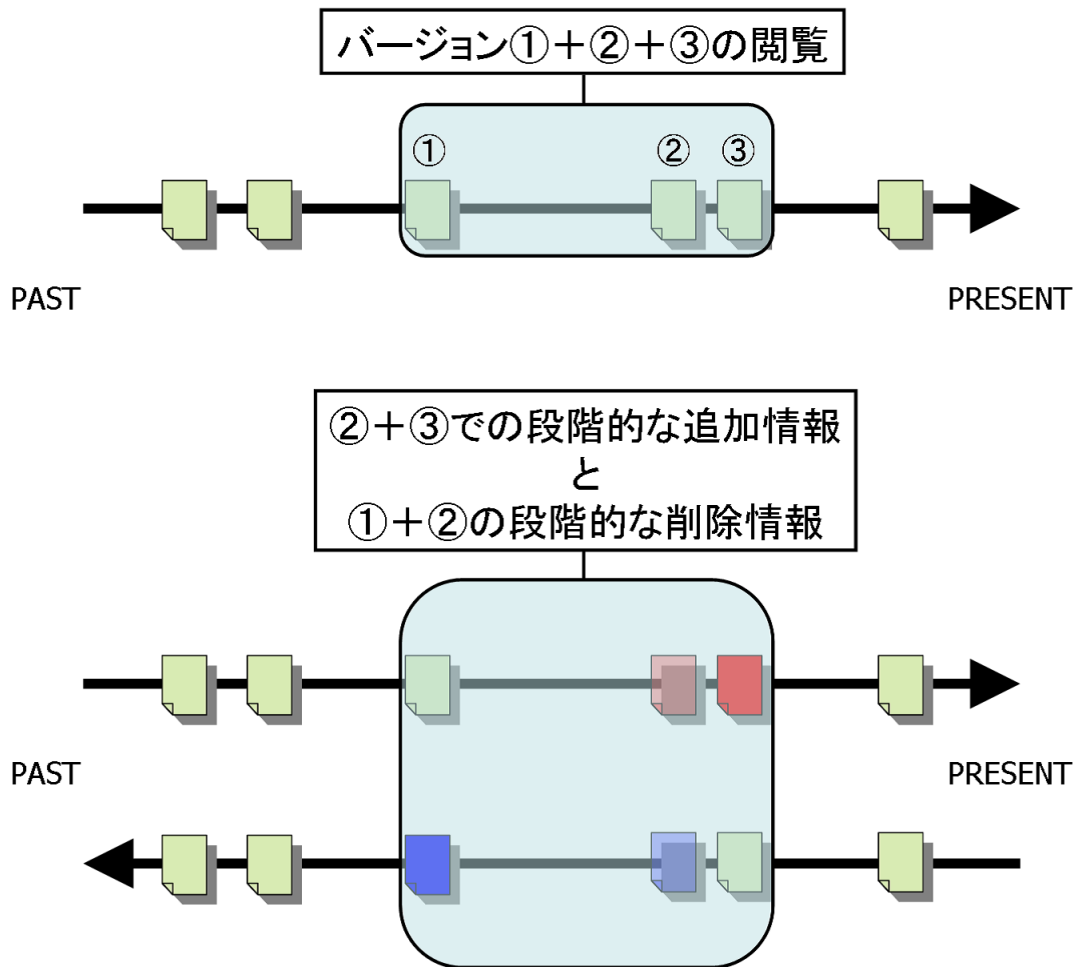 バージョン①+②+③の閲覧
① ② ③
PAST PRESENT
②+③での段階的な追加情報
と
①+②の段階的な削除情報
PAST PRESENT